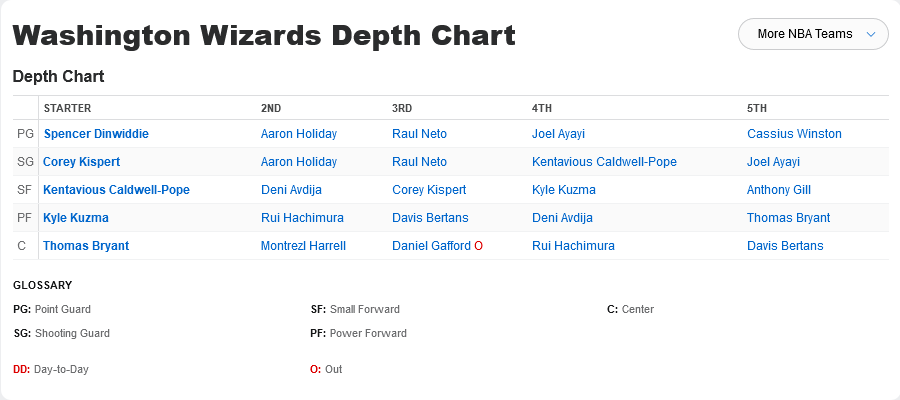 Washington Wizards Depth Chart
More NBA Teams
Depth Chart
STARTER 2ND 3RD 4TH 5TH
PG Spencer Dinwiddie Aaron Holiday Raul Neto Joel Ayayi Cassius Winston
SG Corey Kispert Aaron Holiday Raul Neto Kentavious Caldwell-Pope Joel Ayayi
SF Kentavious Caldwell-Pope Deni Avdija Corey Kispert Kyle Kuzma Anthony Gill
PF Kyle Kuzma Rui Hachimura Davis Bertans Deni Avdija Thomas Bryant
C Thomas Bryant Montrezl Harrell Daniel Gafford O Rui Hachimura Davis Bertans
GLOSSARY
PG: Point Guard SF: Small Forward C: Center
SG: Shooting Guard PF: Power Forward
DD: Day-to-Day O: Out